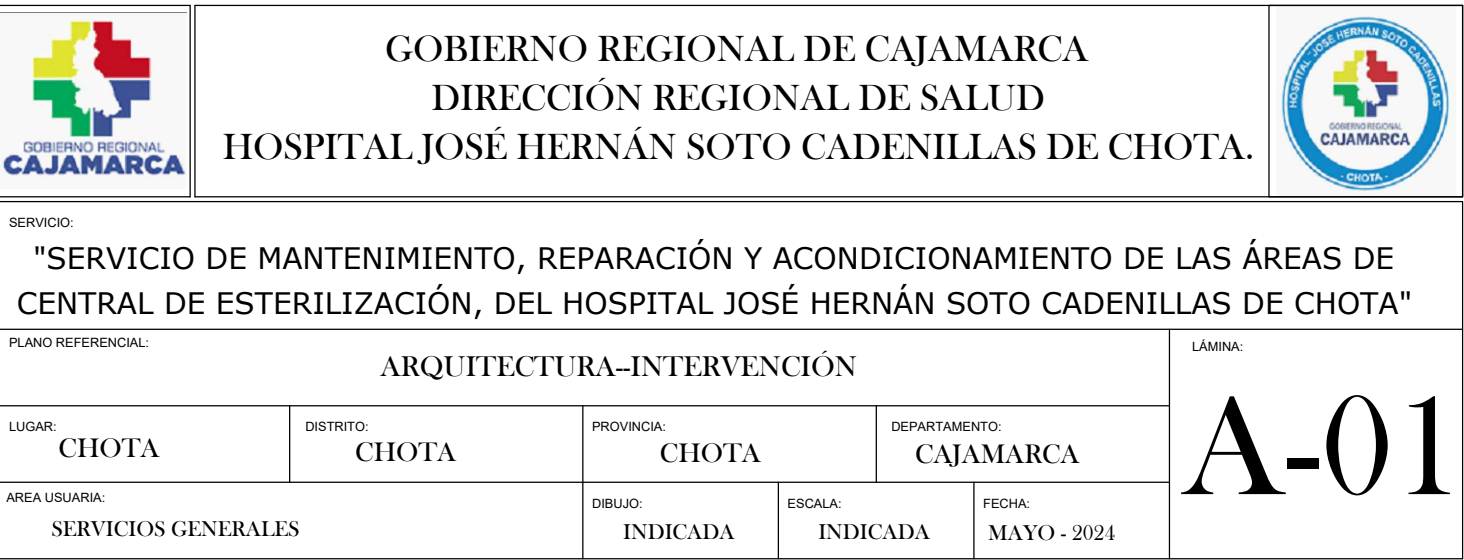 GOBIERNO REGIONAL
CAJAMARCA
GOBIERNO REGIONAL DE CAJAMARCA
DIRECCIÓN REGIONAL DE SALUD
HOSPITAL JOSÉ HERNÁN SOTO CADENILLAS DE CHOTA.
HOSPITAL "JOSE HERNÁN SOTO CADENILLAS"
GOBIERNO REGIONAL
CAJAMARCA
- CHOTA -
SERVICIO:
"SERVICIO DE MANTENIMIENTO, REPARACIÓN Y ACONDICIONAMIENTO DE LAS ÁREAS DE
CENTRAL DE ESTERILIZACIÓN, DEL HOSPITAL JOSÉ HERNÁN SOTO CADENILLAS DE CHOTA"
PLANO REFERENCIAL:
ARQUITECTURA--INTERVENCIÓN
LÁMINA:
A-01
LUGAR:
CHOTA
DISTRITO:
CHOTA
PROVINCIA:
CHOTA
DEPARTAMENTO:
CAJAMARCA
AREA USUARIA:
SERVICIOS GENERALES
DIBUJO:
INDICADA
ESCALA:
INDICADA
FECHA:
MAYO - 2024